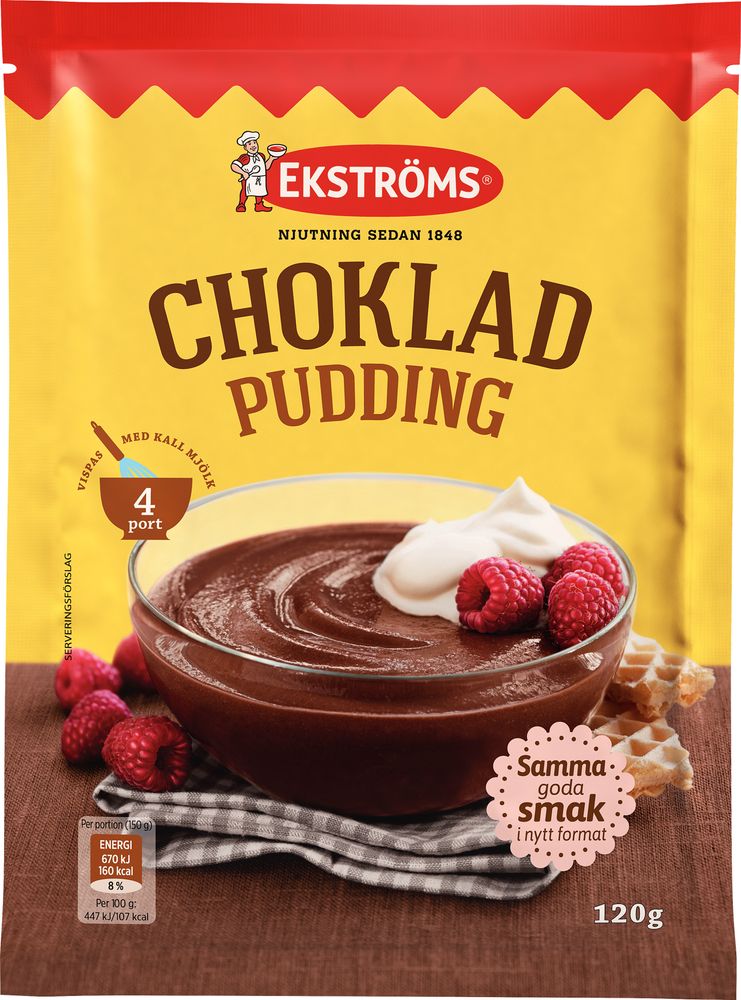 EKSTRÖMS®
NJUTNING SEDAN 1848
CHOKLAD
PUDDING
VISPAS MED KALL MJÖLK
4
port
SERVERINGSFÖRSLAG
Samma
goda
smak
i nytt format
Per portion (150 g)
ENERGI
670 kJ
160 kcal
8 %
Per 100 g:
447 kJ/107 kcal
120g